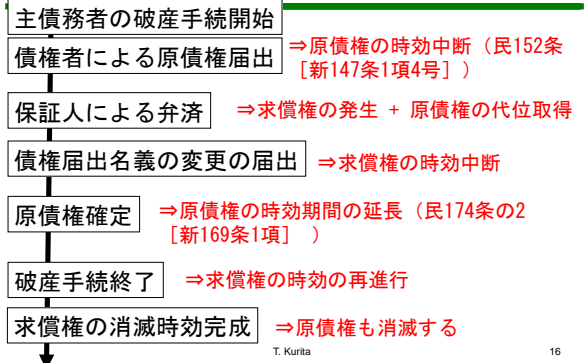 主債務者の破産手続開始
債権者による原債権届出
⇒原債権の時効中断（民152条
［新147条1項4号］）
保証人による弁済
⇒求償権の発生 + 原債権の代位取得
債権届出名義の変更の届出
⇒求償権の時効中断
原債権確定
⇒原債権の時効期間の延長（民174条の2
［新169条1項］ ）
破産手続終了
⇒求償権の時効の再進行
求償権の消滅時効完成
⇒原債権も消滅する
T. Kurita
16